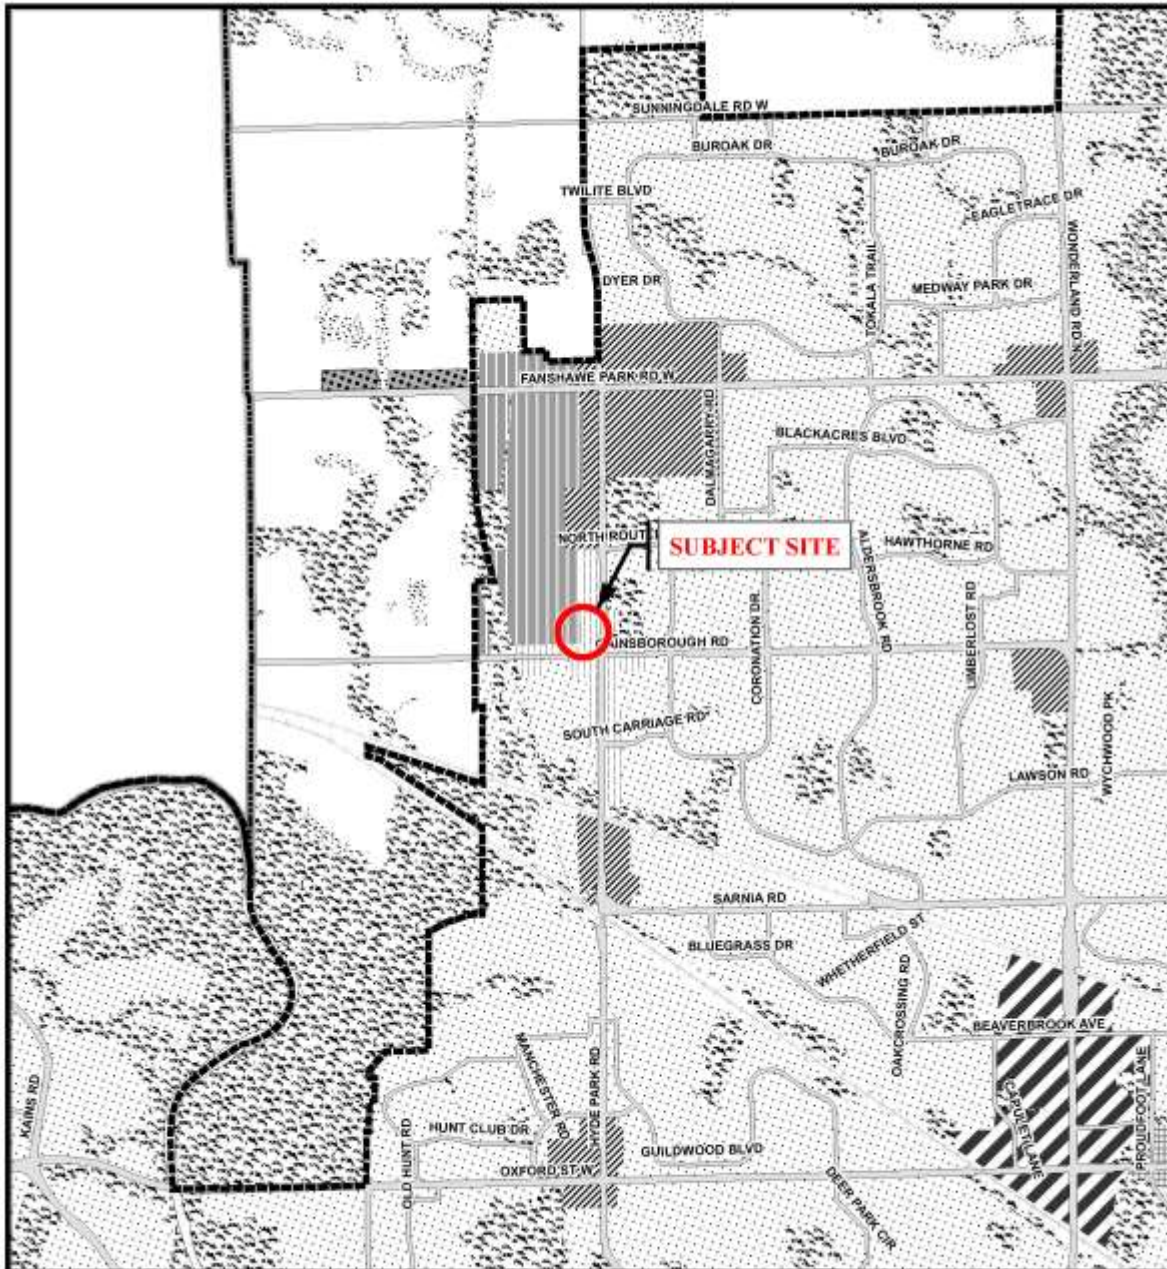 SUNNINGDALE RD W
BUROAK DR
BUROAK DR
TWILITE BLVD
EAGLETRACE DR
WONDERLAND RD N
DYER DR
TOKALA TRAIL
MEDWAY PARK DR
FANSHAWE PARK RD W
DALMAGARRY RD
BLACKACRES BLVD
NORTH ROUT
SUBJECT SITE
ALDERSBROOK RD
HAWTHORNE RD
LIMBERLOST RD
CORONATION DR
AINSBOROUGH RD
SOUTH CARRIAGE RD
WYCHWOOD PK
LAWSON RD
SARNIA RD
BLUEGRASS DR
WHETHERFIELD ST
OAKCROSSING RD
BEAVERBROOK AVE
KAINS RD
MANCHESTER RD
HYDE PARK RD
CAPULET LANE
PROUDFOOT LANE
OLD HUNT RD
HUNT CLUB DR
GUILDWOOD BLVD
OXFORD ST W
DEER PARK CIR